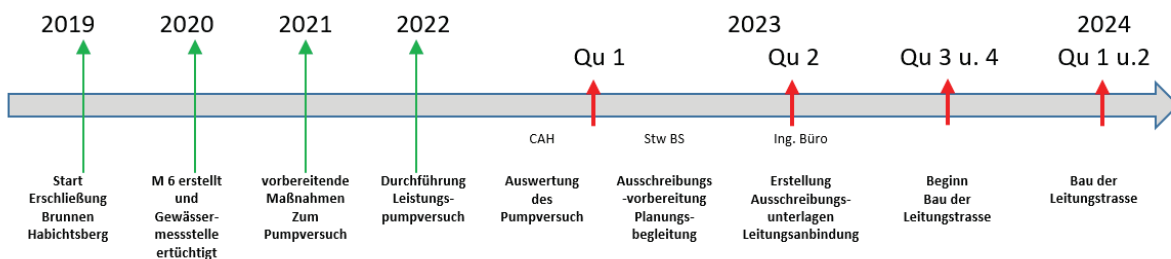 2019
2020
2021
2022
2023
2024
Qu 1
Qu 2
Qu 3 u. 4
Qu 1 u.2
CAH
Stw BS
Ing. Büro
Start
Erschließung
Brunnen
Habichtsberg
M 6 erstellt
und
Gewässer-
messstelle
ertüchtigt
vorbereitende
Maßnahmen
Zum
Pumpversuch
Durchführung
Leistungs-
pumpversuch
Auswertung
des
Pumpversuch
Ausschreibungs
-vorbereitung
Planungs-
begleitung
Erstellung
Ausschreibungs-
unterlagen
Leitungsanbindung
Beginn
Bau der
Leitungstrasse
Bau der
Leitungstrasse